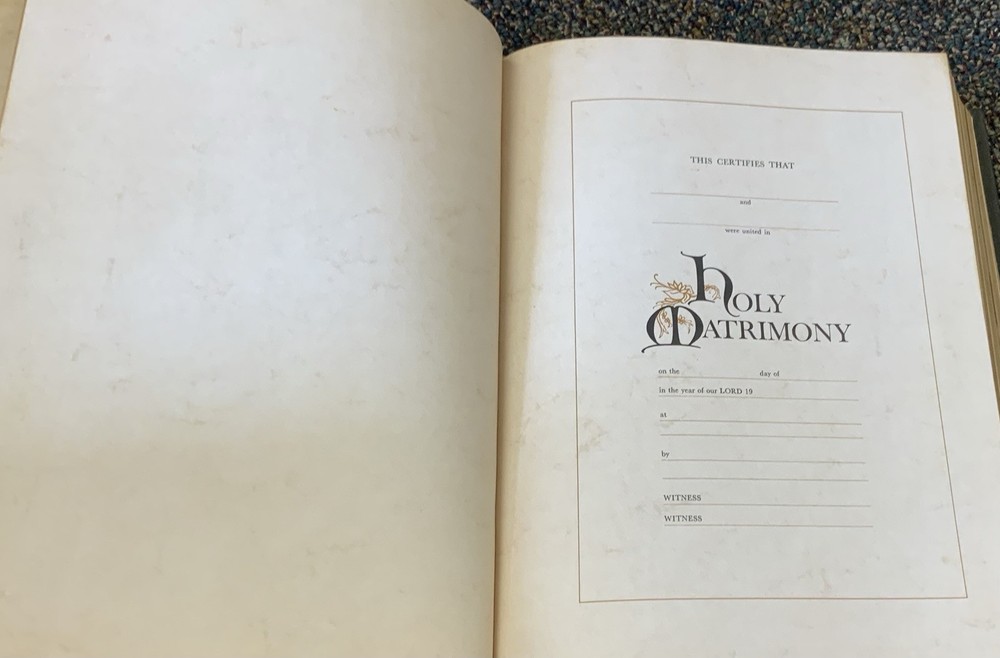 THIS CERTIFIES THAT
and
were united in
HOLY
MATRIMONY
on the day of
in the year of our LORD 19
at
by
WITNESS
WITNESS